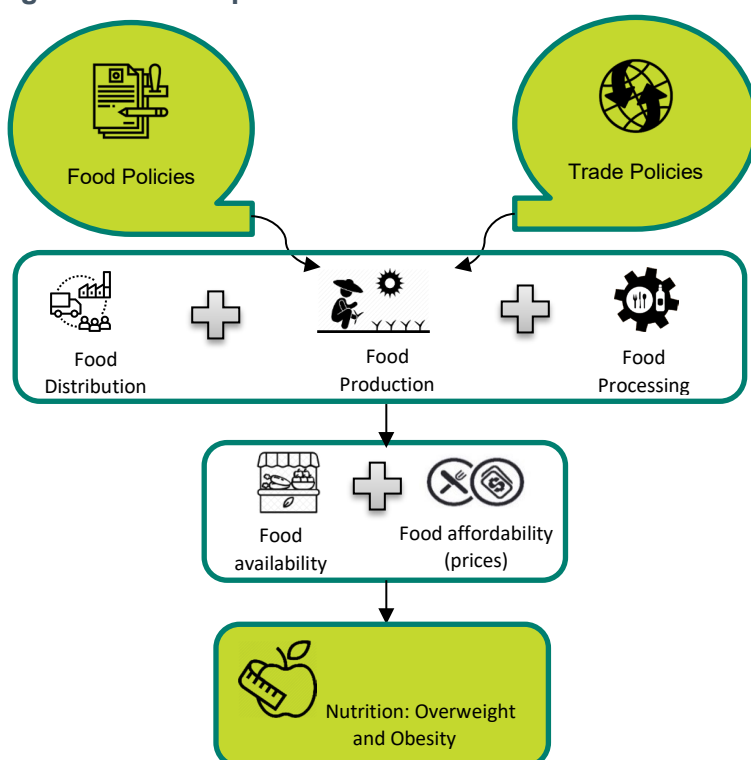 Food Policies
Trade Policies
Food
Distribution
Food
Production
Food
Processing
Food
availability
Food affordability
(prices)
Nutrition: Overweight
and Obesity